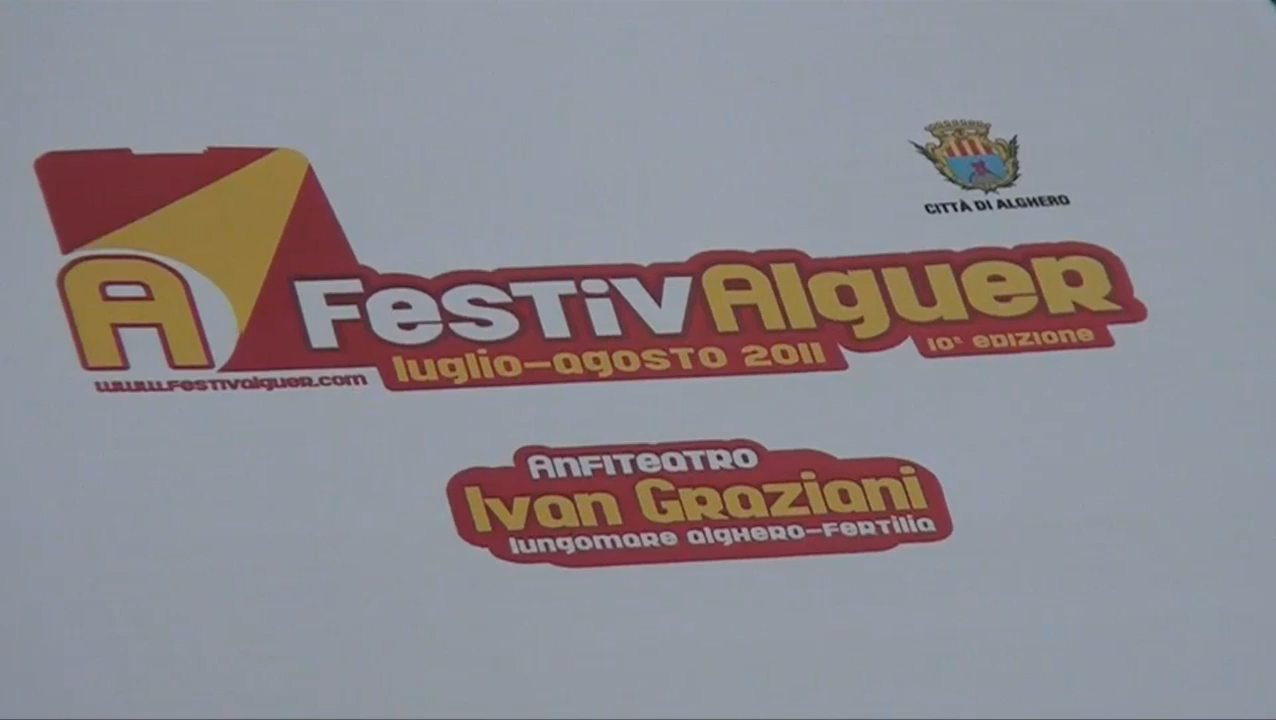 CITTÀ DI ALGHERO
A
FestivAlguer
luglio-agosto 2011
10ª edizione
www.festivalguer.com
Anfiteatro
Ivan Graziani
lungomare alghero-Fertilia